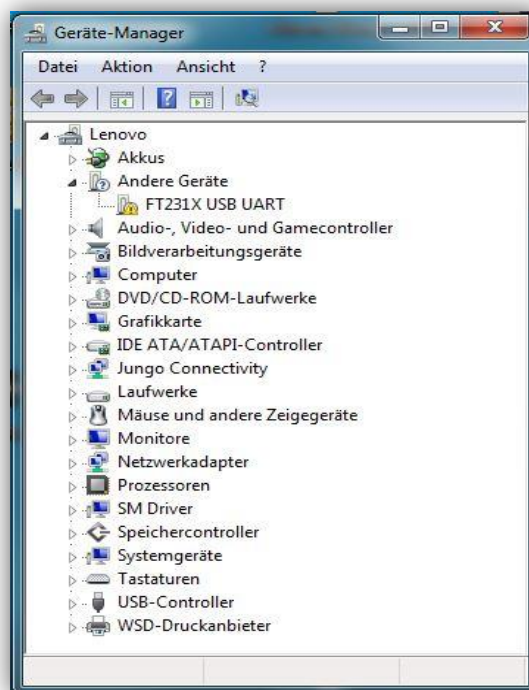 Geräte-Manager
Datei Aktion Ansicht ?
Lenovo
Akkus
Andere Geräte
FT231X USB UART
Audio-, Video- und Gamecontroller
Bildverarbeitungsgeräte
Computer
DVD/CD-ROM-Laufwerke
Grafikkarte
IDE ATA/ATAPI-Controller
Jungo Connectivity
Laufwerke
Mäuse und andere Zeigegeräte
Monitore
Netzwerkadapter
Prozessoren
SM Driver
Speichercontroller
Systemgeräte
Tastaturen
USB-Controller
WSD-Druckanbieter